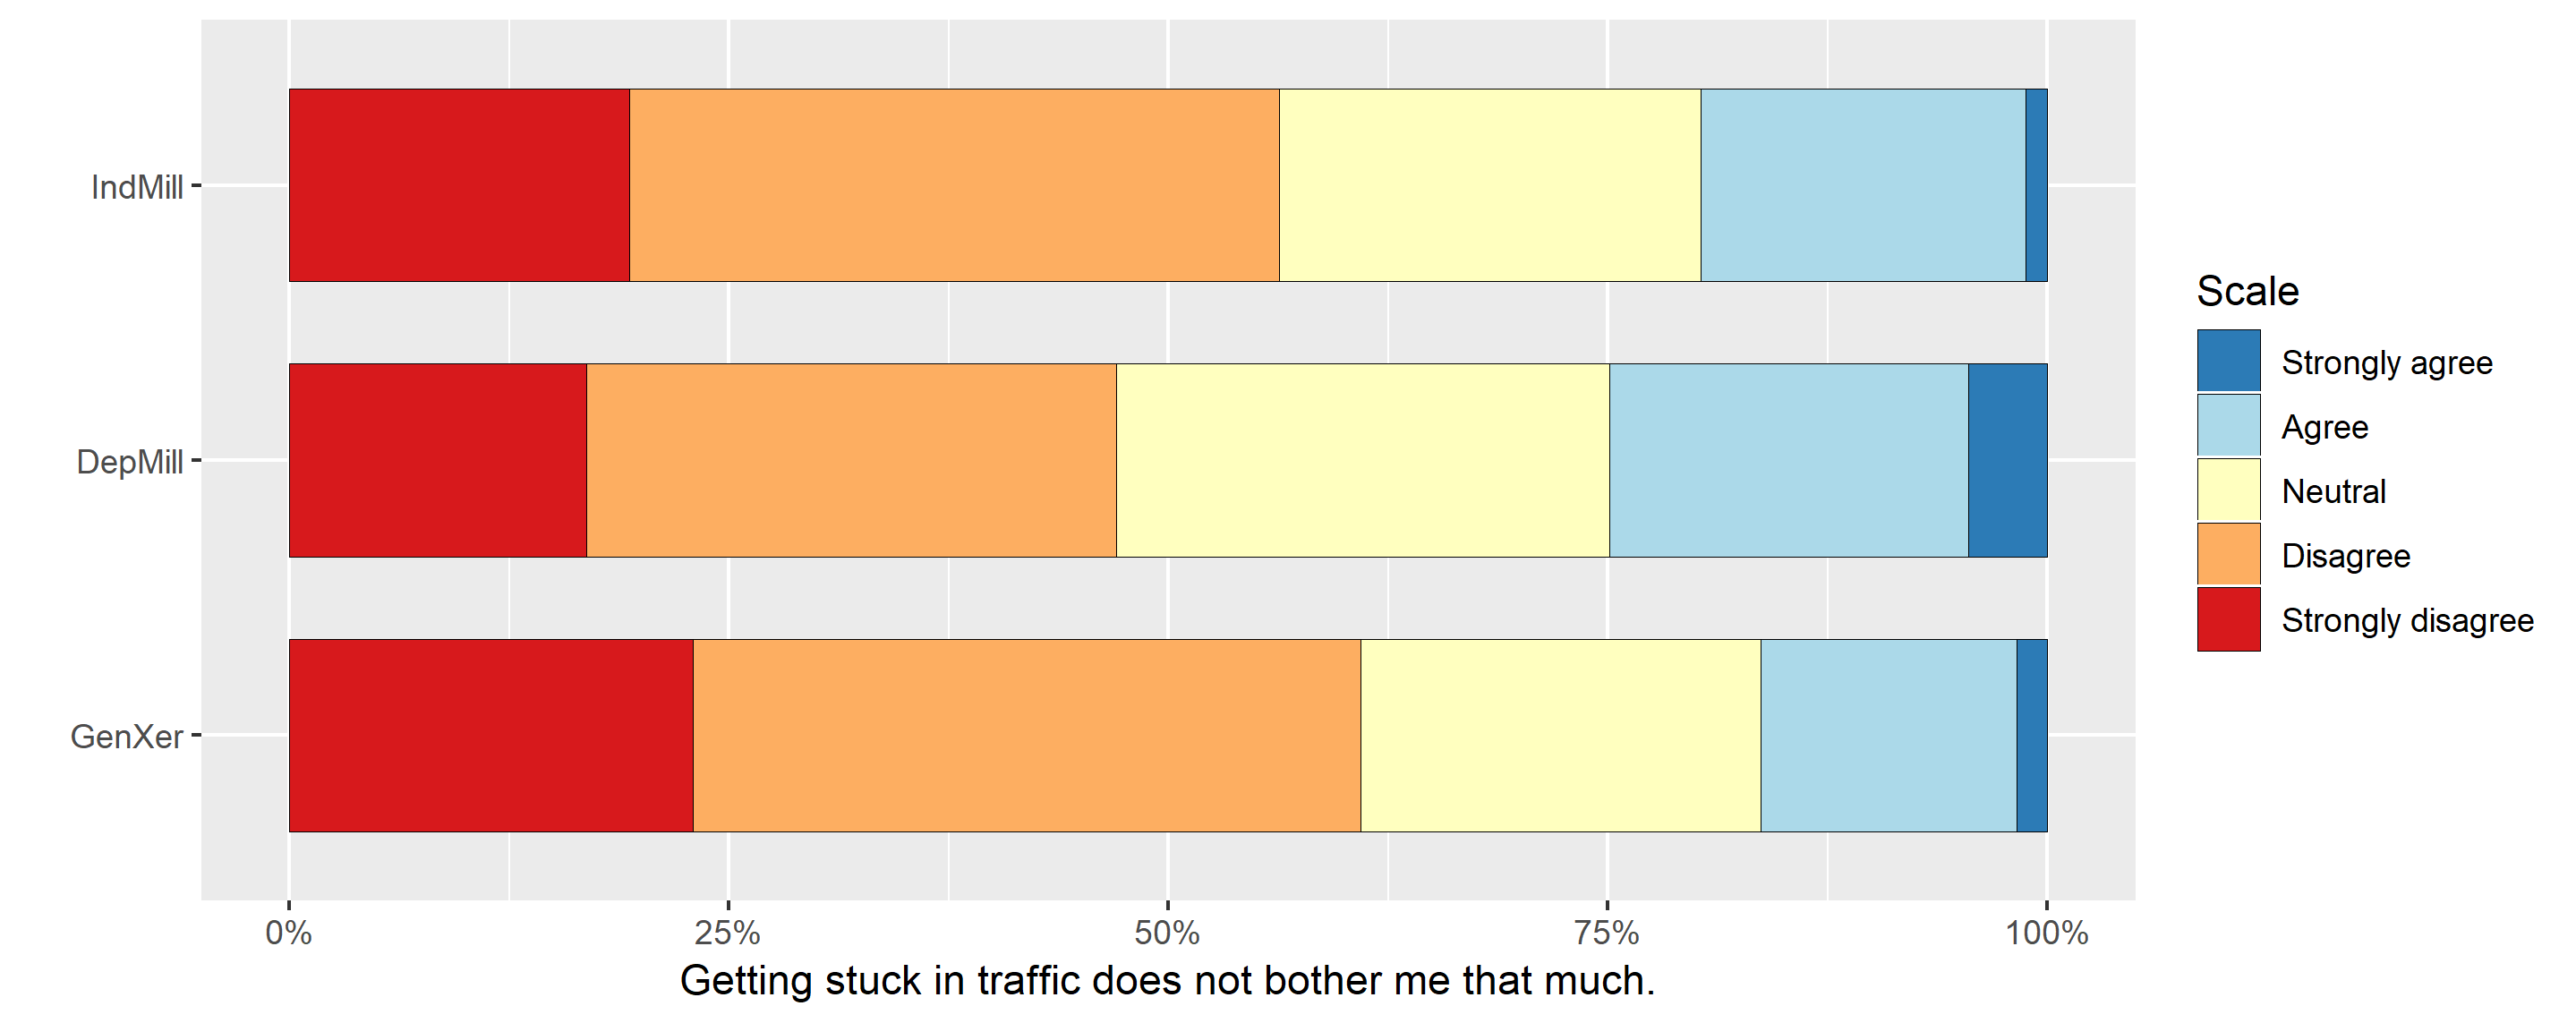 IndMill
DepMill
GenXer
0% 25% 50% 75% 100%
Getting stuck in traffic does not bother me that much.
Scale
Strongly agree
Agree
Neutral
Disagree
Strongly disagree